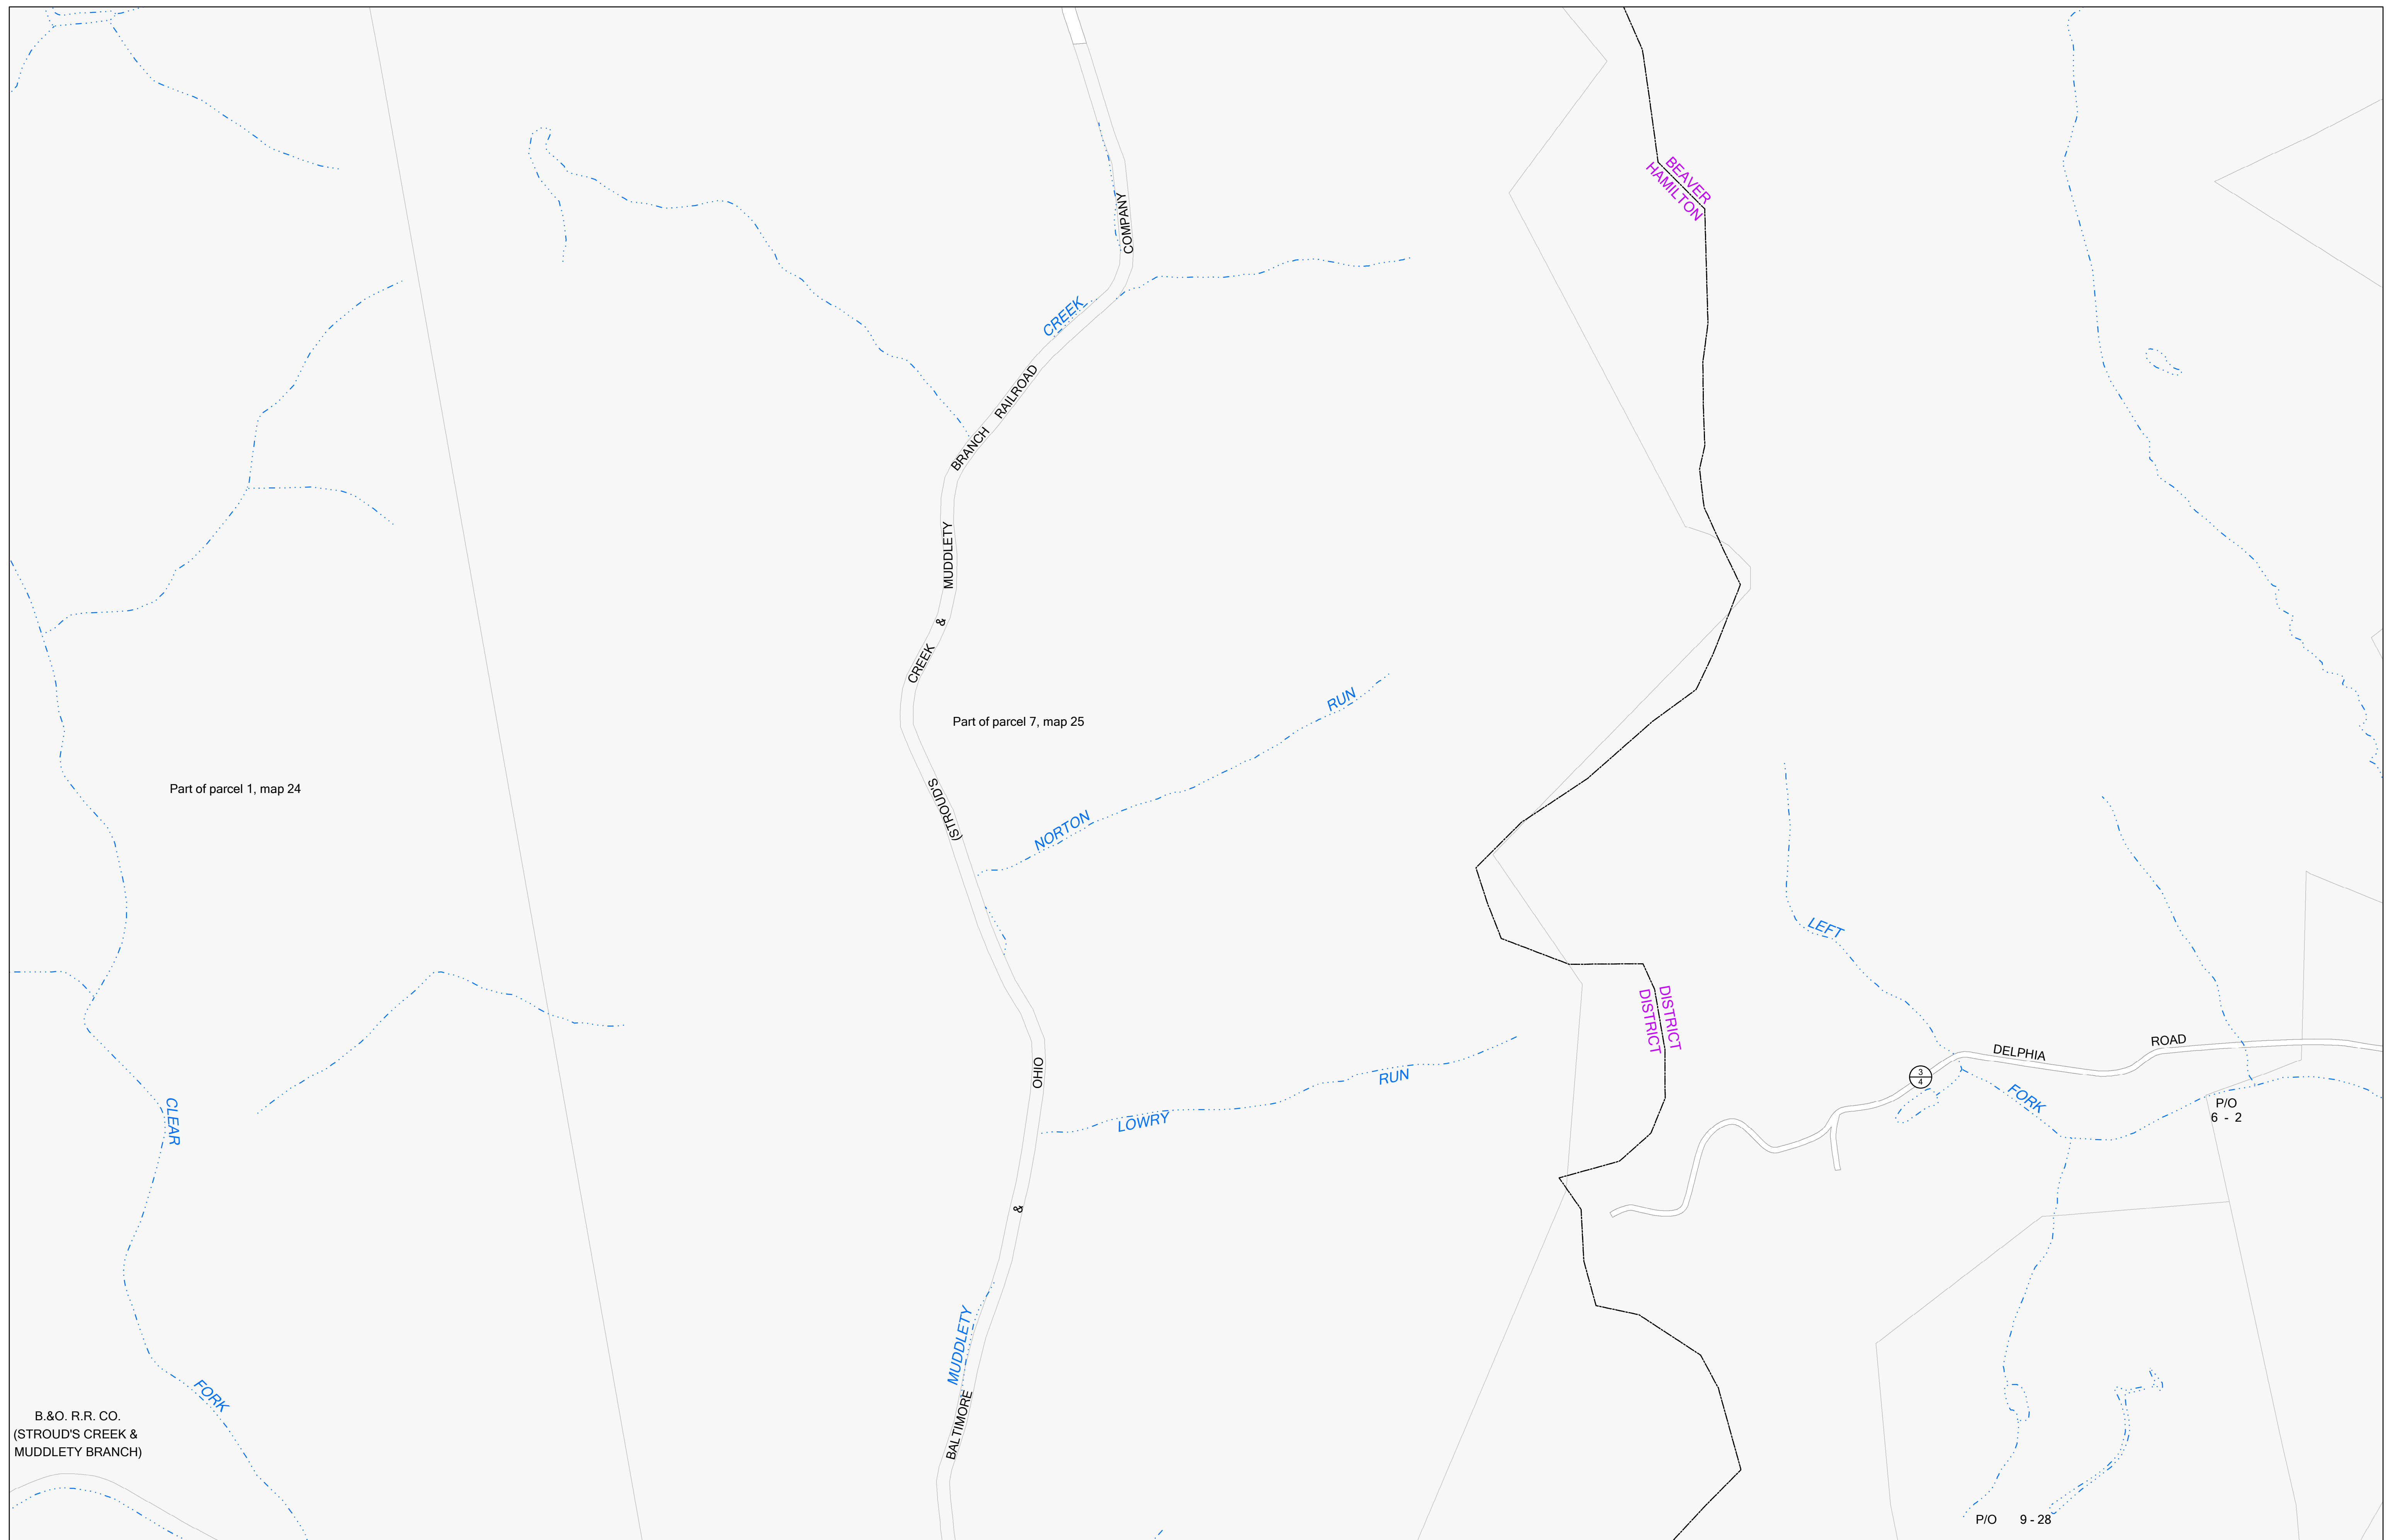 COMPANY
BEAVER
HAMILTON
CREEK
RAILROAD
BRANCH
MUDDLETY
&
CREEK
RUN
Part of parcel 7, map 25
Part of parcel 1, map 24
(STROUD'S
NORTON
LEFT
DISTRICT
DISTRICT
ROAD
DELPHIA
3
4
OHIO
RUN
LOWRY
FORK
P/O
6 - 2
CLEAR
&
MUDDLETY
BALTIMORE
FORK
B.&O. R.R. CO.
(STROUD'S CREEK &
MUDDLETY BRANCH)
P/O 9 - 28